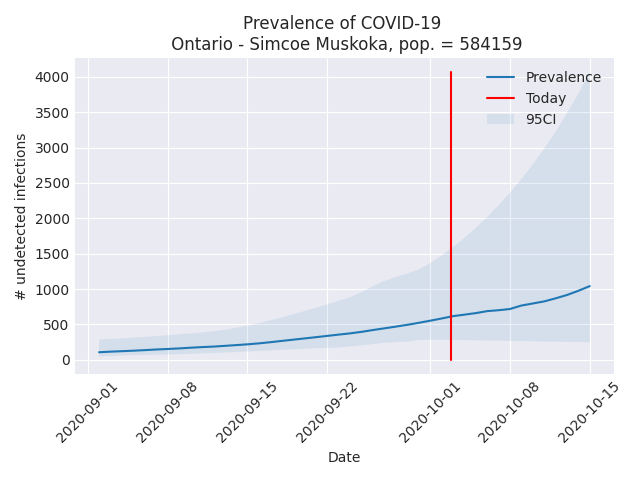 Prevalence of COVID-19
Ontario - Simcoe Muskoka, pop. = 584159
Prevalence
Today
95CI
# undetected infections
4000
3500
3000
2500
2000
1500
1000
500
0
2020-09-01
2020-09-08
2020-09-15
2020-09-22
2020-10-01
2020-10-08
2020-10-15
Date